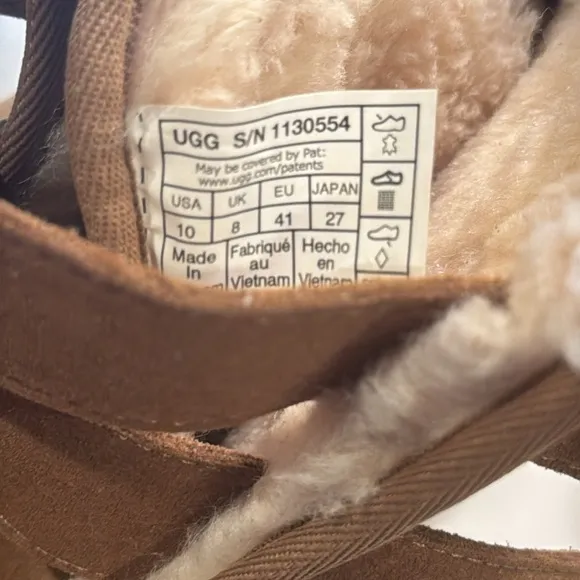 UGG S/N 1130554
May be covered by Pat:
www.ugg.com/patents
USA UK EU JAPAN
10 8 41 27
Made Fabriqué Hecho
In au en
Vietnam Vietnam